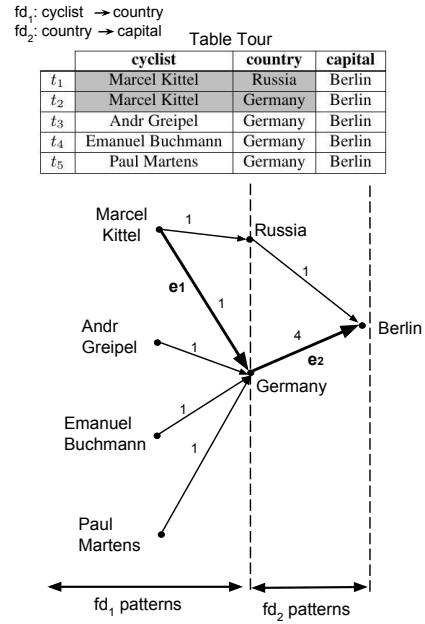 fd1: cyclist → country
fd2: country → capital
Table Tour
cyclist country capital
t1 Marcel Kittel Russia Berlin
t2 Marcel Kittel Germany Berlin
t3 Andr Greipel Germany Berlin
t4 Emanuel Buchmann Germany Berlin
t5 Paul Martens Germany Berlin
Marcel
Kittel
1
Russia
e1
1
1
4
e2
Berlin
Andr
Greipel
1
Germany
Emanuel
Buchmann
1
1
Paul
Martens
fd1 patterns
fd2 patterns